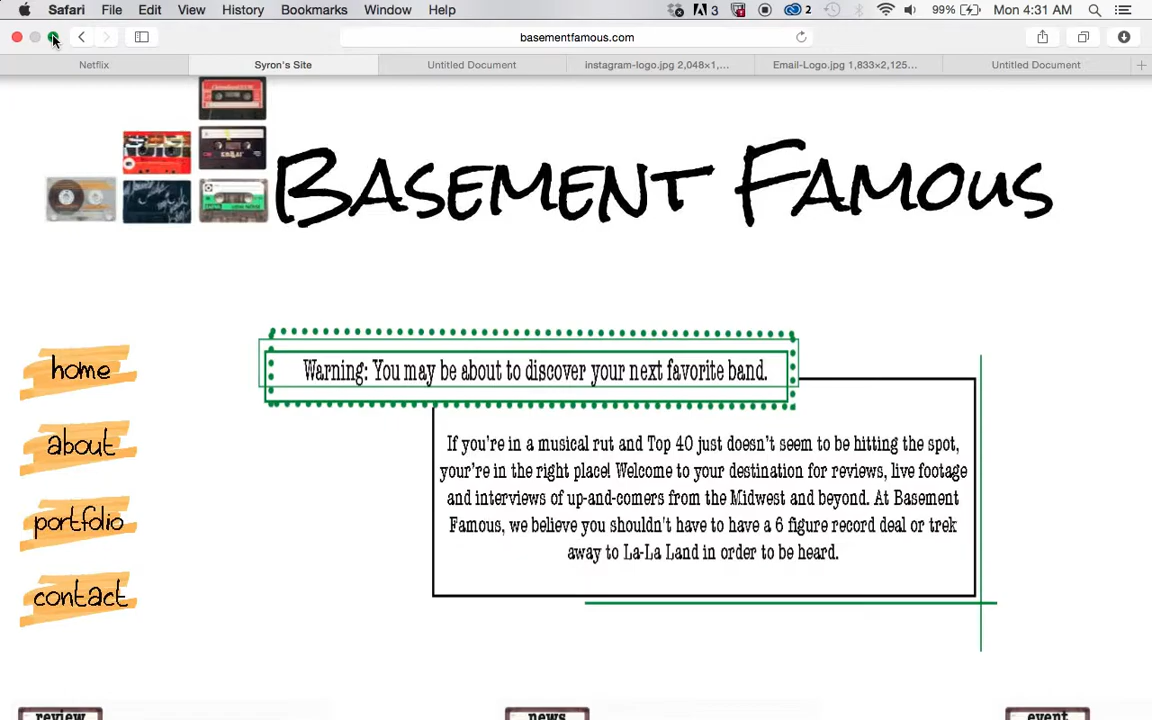 Safari File Edit View History Bookmarks Window Help 3 2 99% Mon 4:31 AM
basementfamous.com
Netflix Syron's Site Untitled Document instagram-logo.jpg 2,048×1,... Email-Logo.jpg 1,833×2,125... Untitled Document
Basement Famous
home
Warning: You may be about to discover your next favorite band.
about
If you're in a musical rut and Top 40 just doesn't seem to be hitting the spot,
your're in the right place! Welcome to your destination for reviews, live footage
and interviews of up-and-comers from the Midwest and beyond. At Basement
Famous, we believe you shouldn't have to have a 6 figure record deal or trek
away to La-La Land in order to be heard.
portfolio
contact
review news event